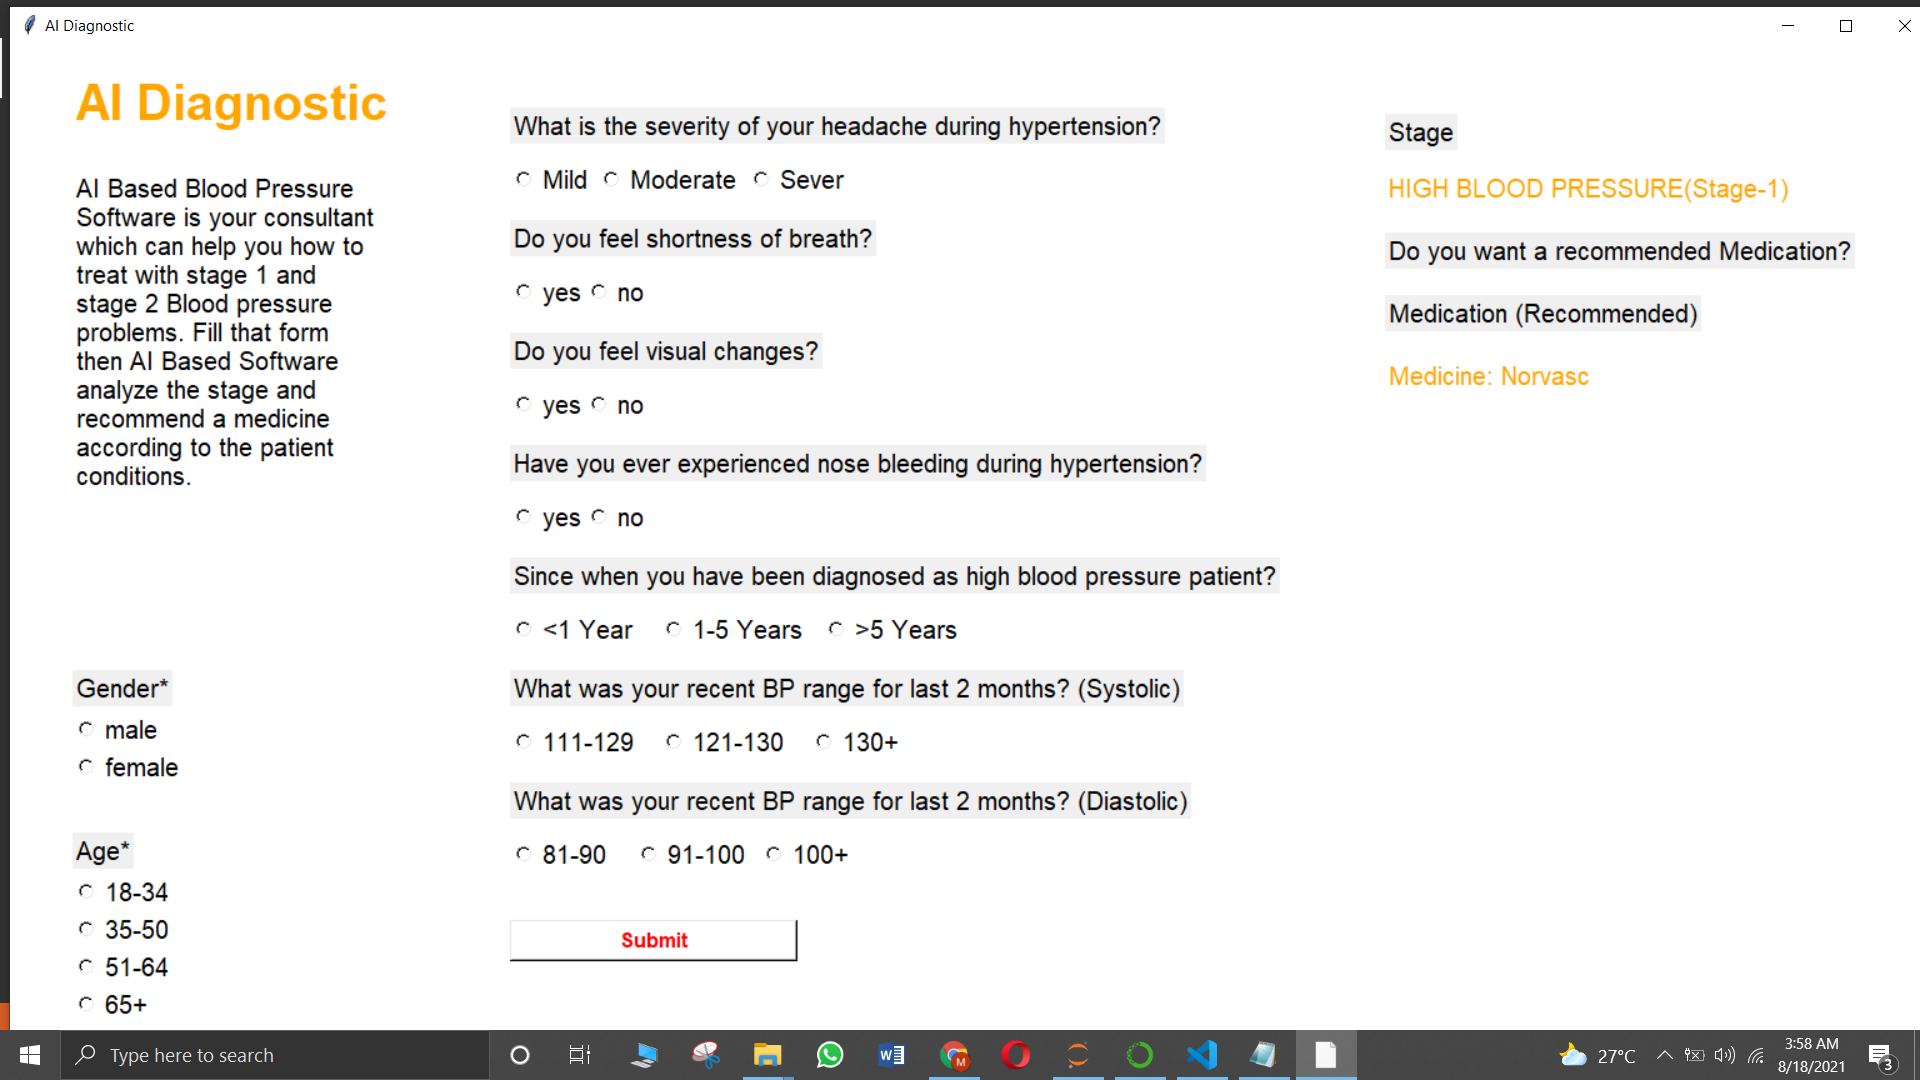 AI Diagnostic
AI Diagnostic
AI Based Blood Pressure
Software is your consultant
which can help you how to
treat with stage 1 and
stage 2 Blood pressure
problems. Fill that form
then AI Based Software
analyze the stage and
recommend a medicine
according to the patient
conditions.
Gender*
male
female
Age*
18-34
35-50
51-64
65+
What is the severity of your headache during hypertension?
Mild Moderate Sever
Do you feel shortness of breath?
yes no
Do you feel visual changes?
yes no
Have you ever experienced nose bleeding during hypertension?
yes no
Since when you have been diagnosed as high blood pressure patient?
<1 Year 1-5 Years >5 Years
What was your recent BP range for last 2 months? (Systolic)
111-129 121-130 130+
What was your recent BP range for last 2 months? (Diastolic)
81-90 91-100 100+
Submit
Stage
HIGH BLOOD PRESSURE(Stage-1)
Do you want a recommended Medication?
Medication (Recommended)
Medicine: Norvasc
Type here to search
W
M
27°C
3:58 AM
8/18/2021
3